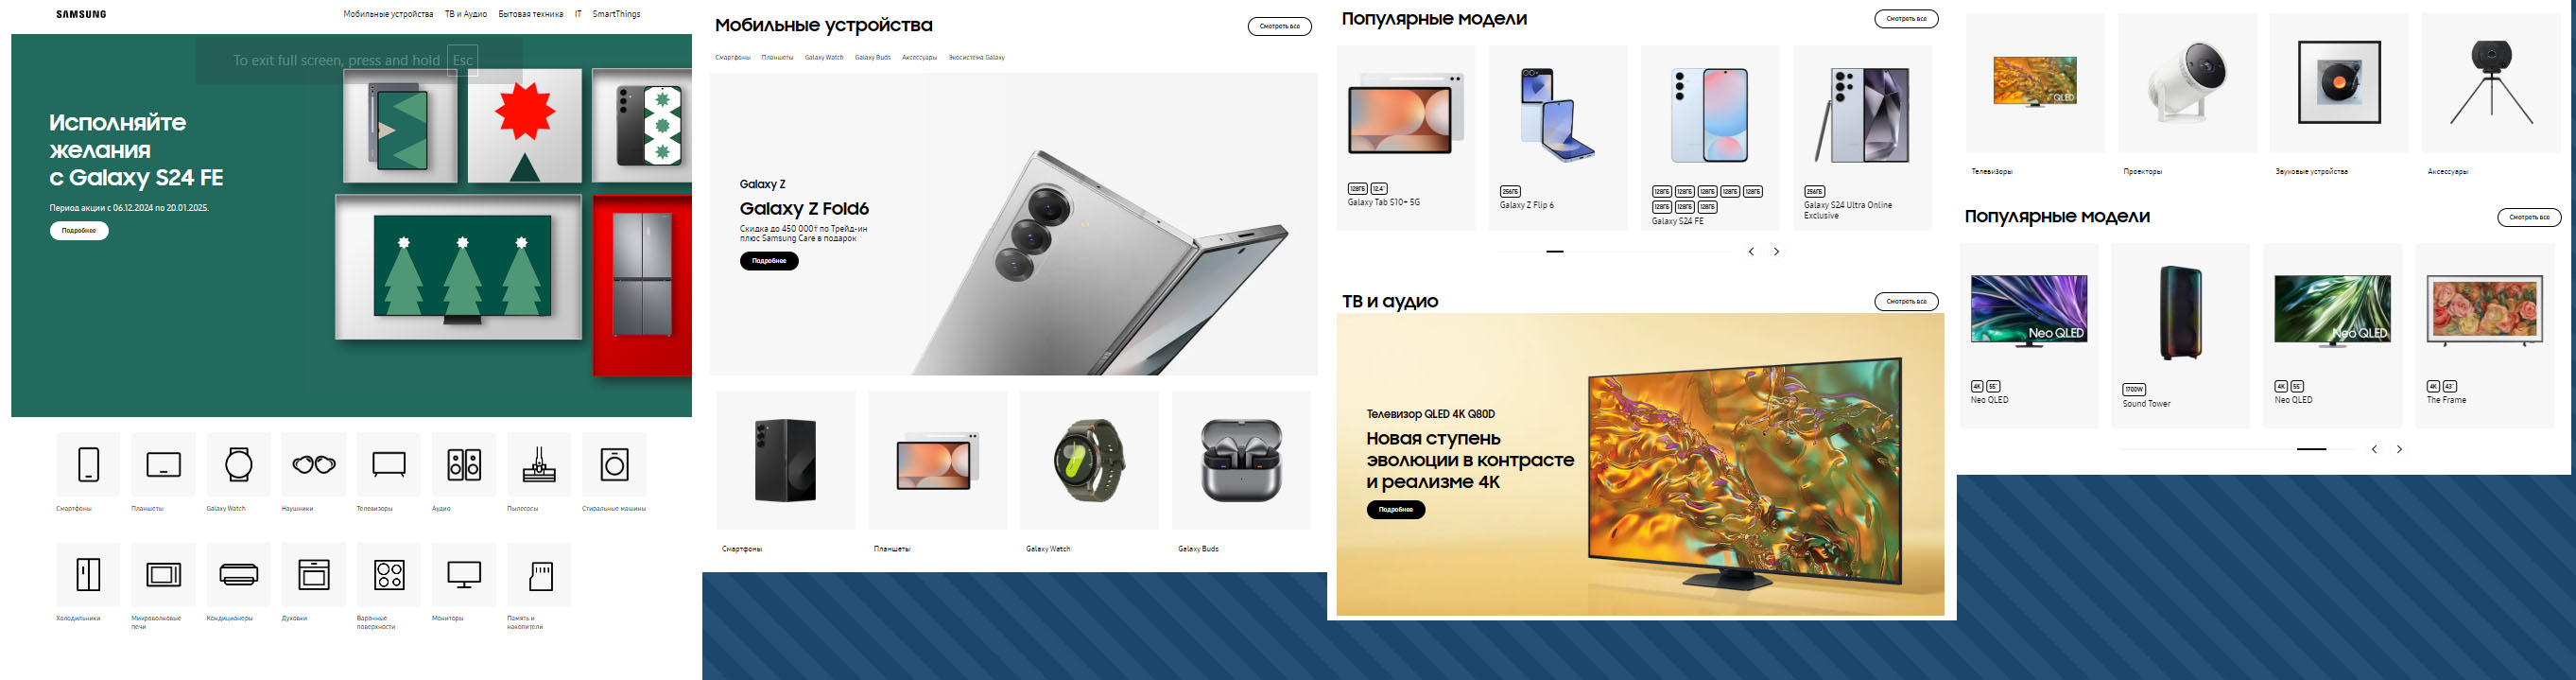 SAMSUNG
Мобильные устройства ТВ и Аудио Бытовая техника IT SmartThings
To exit full screen, press and hold Esc
Исполняйте
желания
с Galaxy S24 FE
Период акции с 06.12.2024 по 20.01.2025.
Подробнее
Смартфоны Планшеты Galaxy Watch Наушники Телевизоры Аудио Пылесосы Стиральные машины
Холодильники Микроволновые печи Кондиционеры Духовки Варочные поверхности Мониторы Память и накопители
Мобильные устройства
Смотреть все
Смартфоны Планшеты Galaxy Watch Galaxy Buds Аксессуары Экосистема Galaxy
Galaxy Z
Galaxy Z Fold6
Скидка до 450 000₸ по Трейд-ин
плюс Samsung Care в подарок
Подробнее
Смартфоны Планшеты Galaxy Watch Galaxy Buds
Популярные модели
Смотреть все
128ГБ 12.4"
Galaxy Tab S10+ 5G
256ГБ
Galaxy Z Flip 6
128ГБ 128ГБ 128ГБ 128ГБ 128ГБ
128ГБ 128ГБ 128ГБ
Galaxy S24 FE
256ГБ
Galaxy S24 Ultra Online
Exclusive
ТВ и аудио
Смотреть все
Телевизор QLED 4K Q80D
Новая ступень
эволюции в контрасте
и реализме 4K
Подробнее
QLED
Телевизоры Проекторы Звуковые устройства Аксессуары
Популярные модели
Смотреть все
Neo QLED
4K 55"
Neo QLED
1700W
Sound Tower
Neo QLED
4K 55"
Neo QLED
4K 43"
The Frame